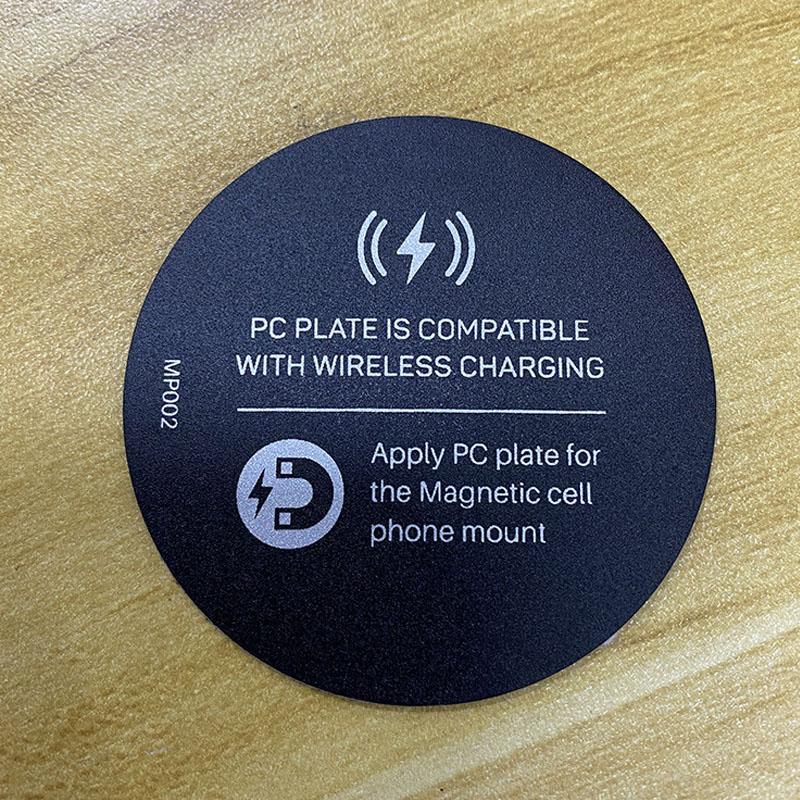 PC PLATE IS COMPATIBLE
WITH WIRELESS CHARGING
MP002
Apply PC plate for
the Magnetic cell
phone mount